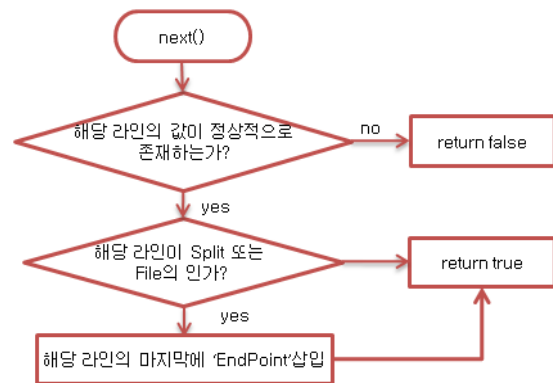 next()
해당 라인의 값이 정상적으로
존재하는가?
no
return false
yes
해당 라인이 Split 또는
File의 인가?
return true
yes
해당 라인의 마지막에 ‘EndPoint’삽입